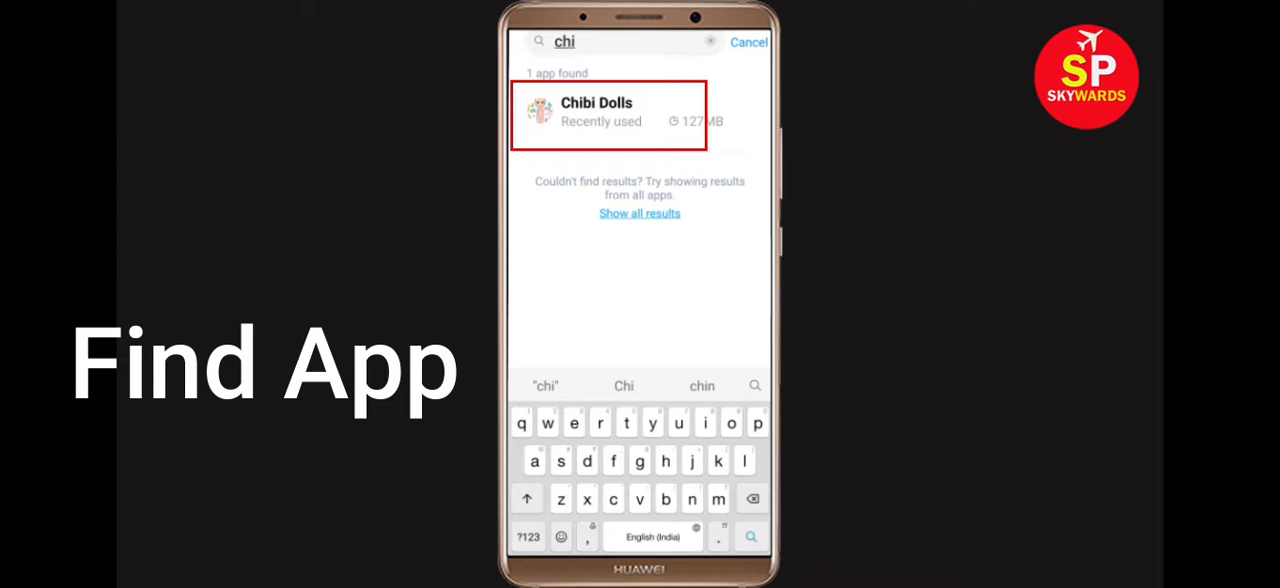 chi
Cancel
1 app found
Chibi Dolls
Recently used 127 MB
Couldn't find results? Try showing results
from all apps.
Show all results
SP
SKYWARDS
Find App
"chi" Chi chin
q w e r t y u i o p
a s d f g h j k l
z x c v b n m
?123 , English (India) .
HUAWEI